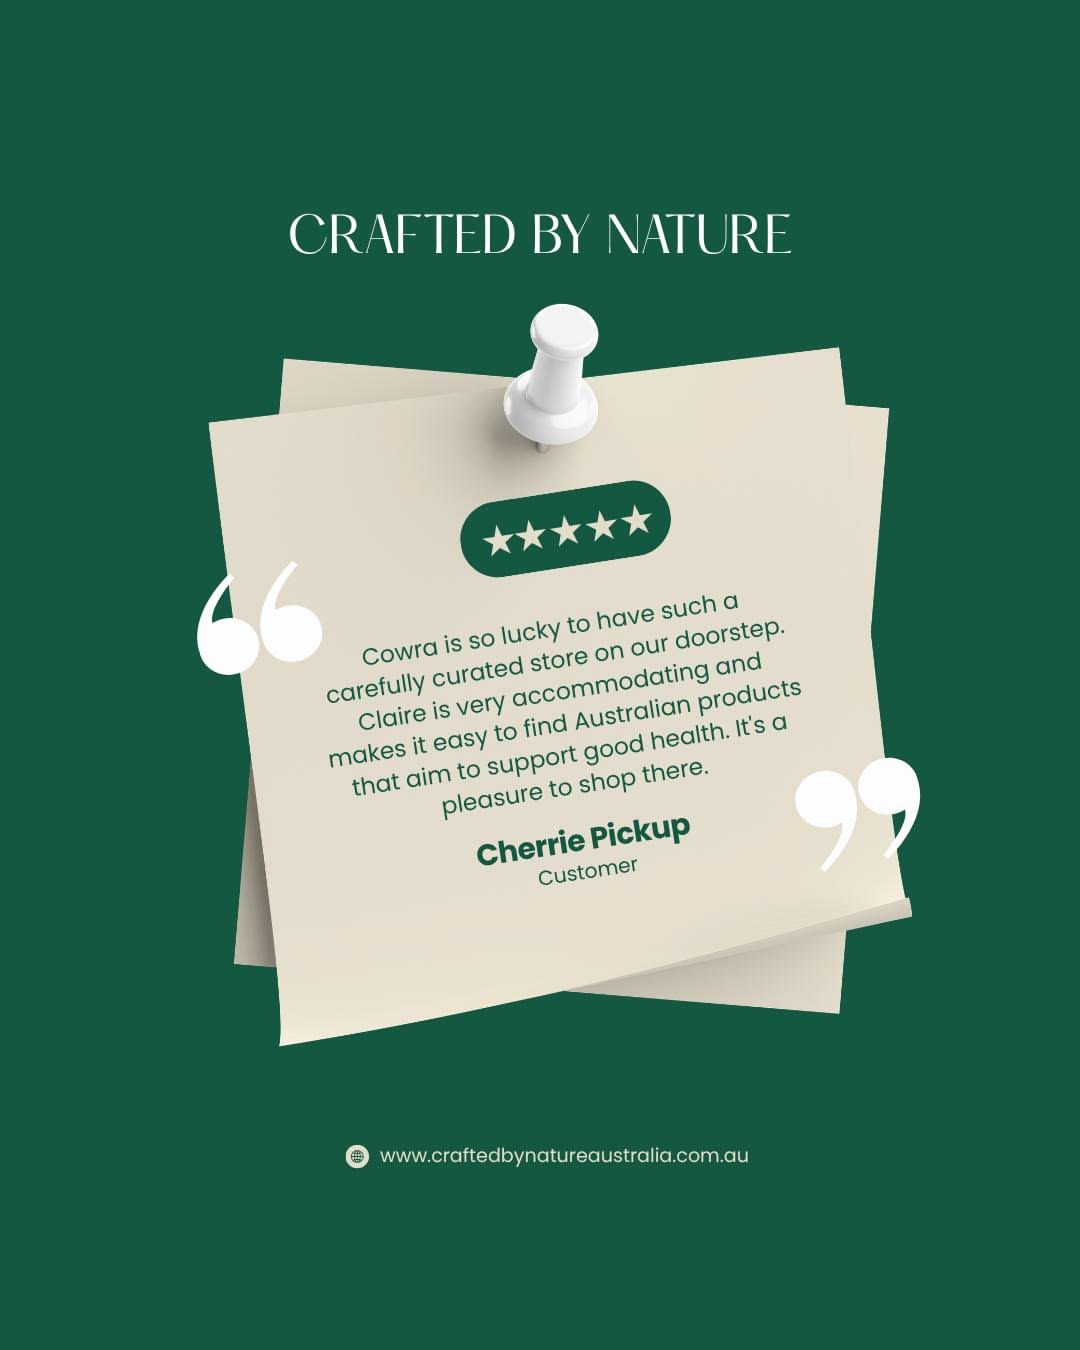 CRAFTED BY NATURE
Cowra is so lucky to have such a
carefully curated store on our doorstep.
Claire is very accommodating and
makes it easy to find Australian products
that aim to support good health. It's a
pleasure to shop there.
Cherrie Pickup
Customer
www.craftedbynatureaustralia.com.au